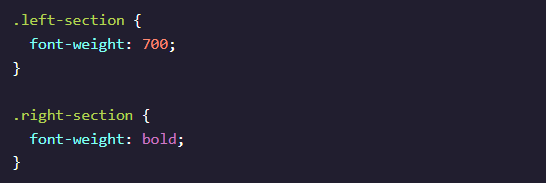 .left-section {
  font-weight: 700;
}

.right-section {
  font-weight: bold;
}